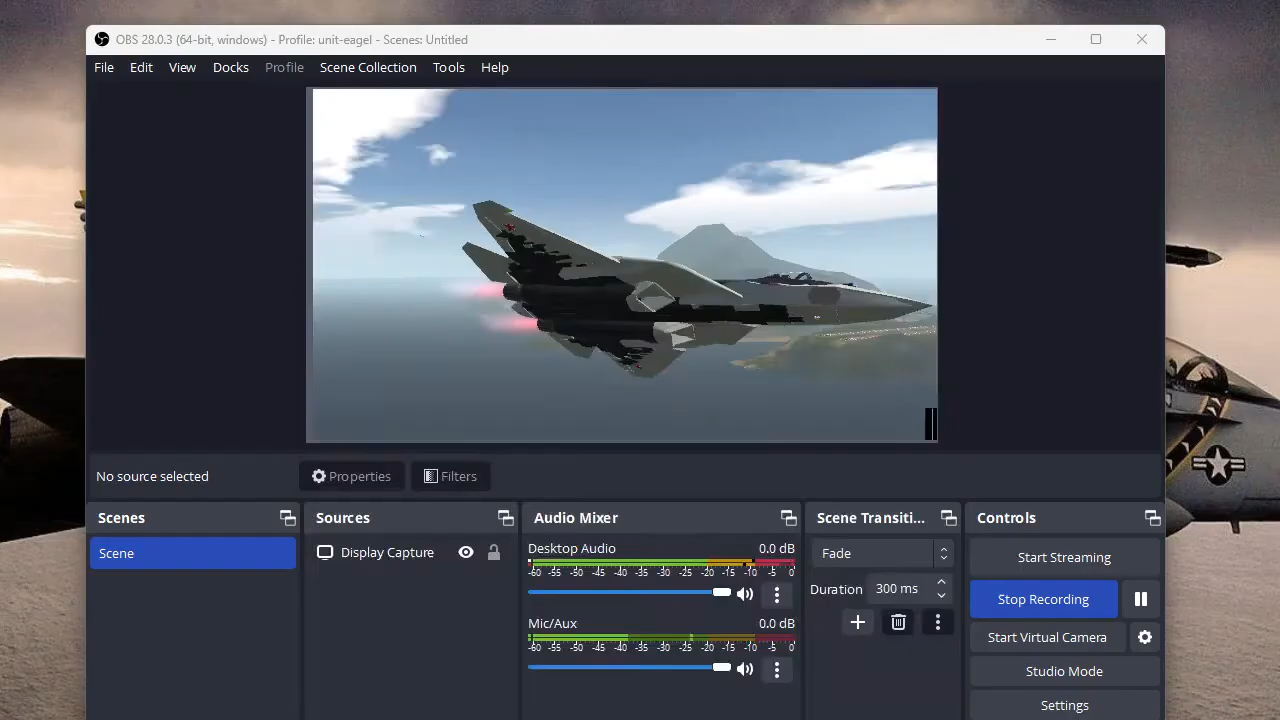 OBS 28.0.3 (64-bit, windows) - Profile: unit-eagel - Scenes: Untitled
File Edit View Docks Profile Scene Collection Tools Help
No source selected Properties Filters
Scenes
Scene
Sources
Display Capture
Audio Mixer
Desktop Audio 0.0 dB
-60 -55 -50 -45 -40 -35 -30 -25 -20 -15 -10 -5 0
Mic/Aux 0.0 dB
-60 -55 -50 -45 -40 -35 -30 -25 -20 -15 -10 -5 0
Scene Transiti...
Fade
Duration 300 ms
Controls
Start Streaming
Stop Recording
Start Virtual Camera
Studio Mode
Settings